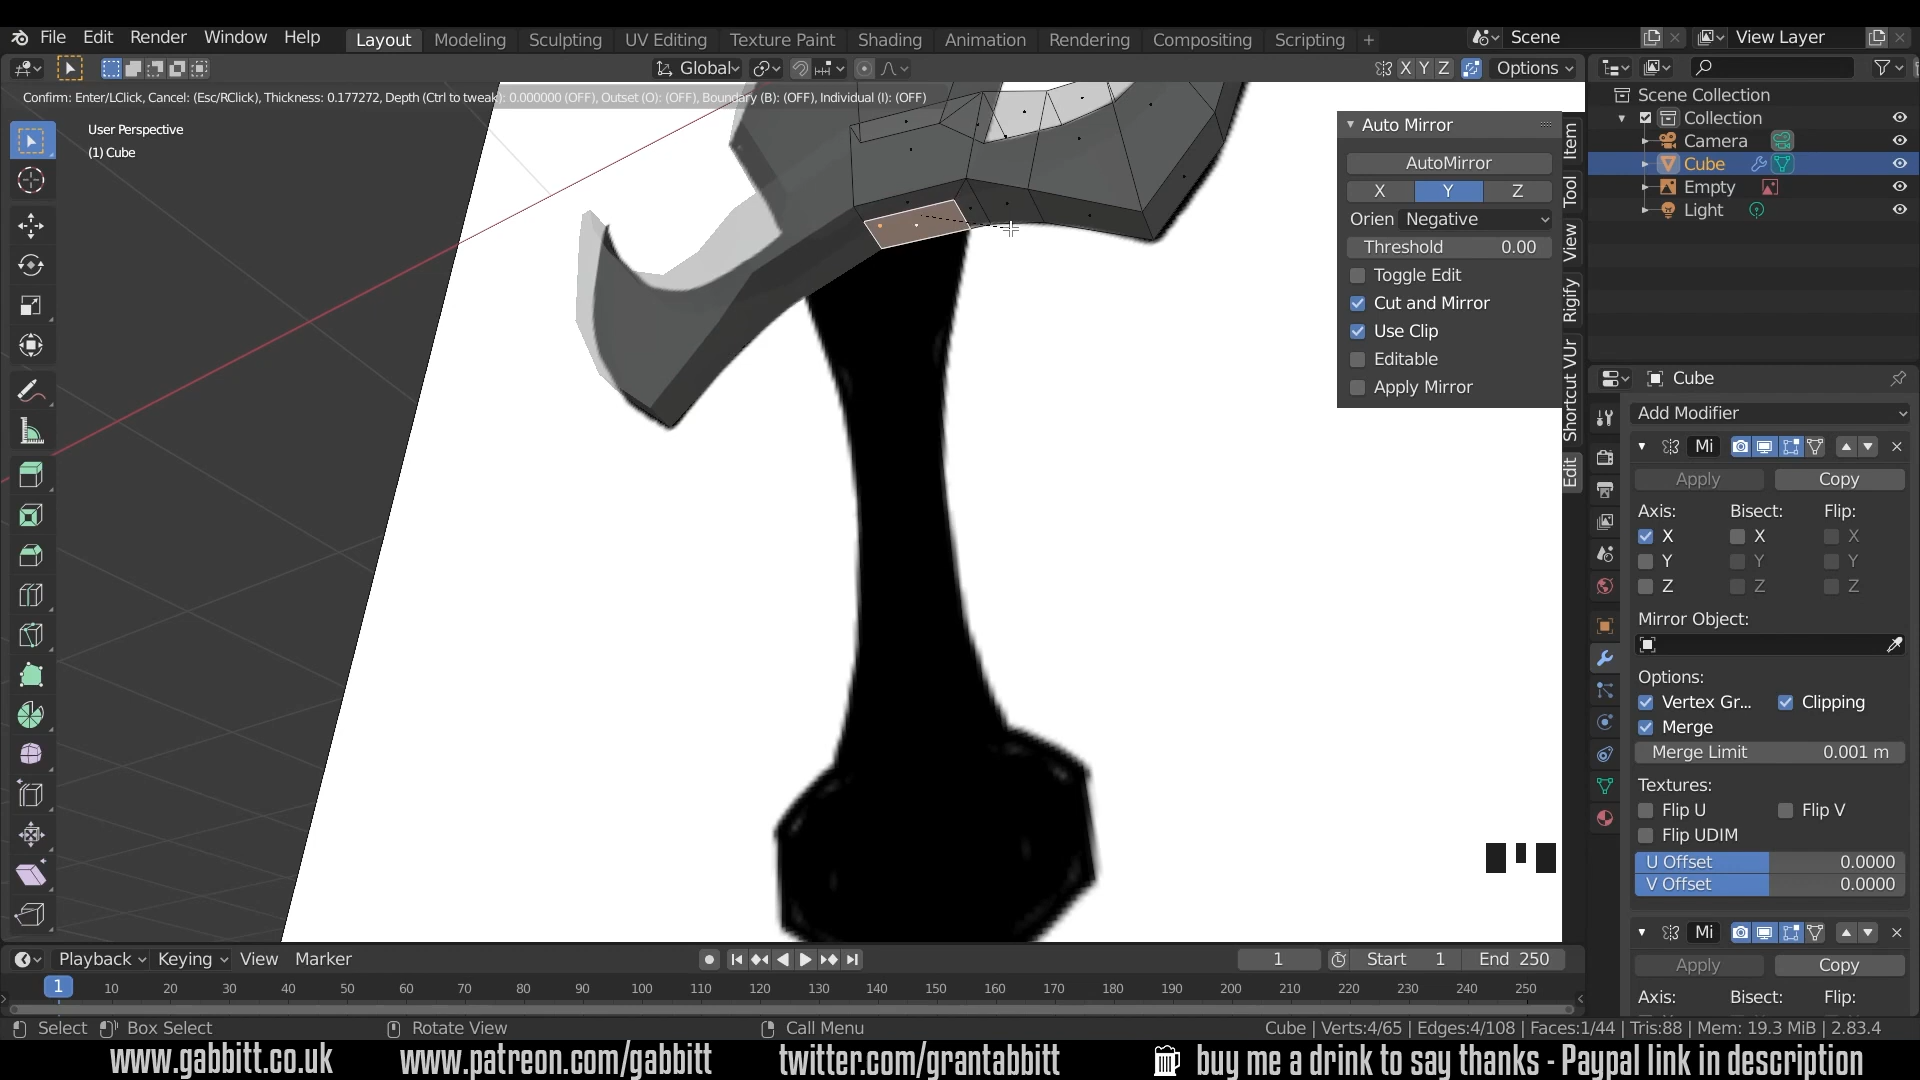 File Edit Render Window Help Layout Modeling Sculpting UV Editing Texture Paint Shading Animation Rendering Compositing Scripting + Scene View Layer
Global X Y Z Options
Confirm: Enter/LClick, Cancel: (Esc/RClick), Thickness: 0.177272, Depth (Ctrl to tweak): 0.000000 (OFF), Outset (O): (OFF), Boundary (B): (OFF), Individual (I): (OFF)
User Perspective
(1) Cube
Auto Mirror
AutoMirror
X Y Z
Orien Negative
Threshold 0.00
Toggle Edit
Cut and Mirror
Use Clip
Editable
Apply Mirror
Item
Tool
View
Rigify
Shortcut VUr
Edit
Scene Collection
Collection
Camera
Cube
Empty
Light
Cube
Add Modifier
Mi
Apply Copy
Axis: Bisect: Flip:
X X X
Y Y Y
Z Z Z
Mirror Object:
Options:
Vertex Gr... Clipping
Merge
Merge Limit 0.001 m
Textures:
Flip U Flip V
Flip UDIM
U Offset 0.0000
V Offset 0.0000
Mi
Apply Copy
Axis: Bisect: Flip:
Playback Keying View Marker 1 Start 1 End 250
1 10 20 30 40 50 60 70 80 90 100 110 120 130 140 150 160 170 180 190 200 210 220 230 240 250
Select Box Select Rotate View Call Menu Cube | Verts:4/65 | Edges:4/108 | Faces:1/44 | Tris:88 | Mem: 19.3 MiB | 2.83.4
www.gabbitt.co.uk www.patreon.com/gabbitt twitter.com/grantabbitt buy me a drink to say thanks - Paypal link in description